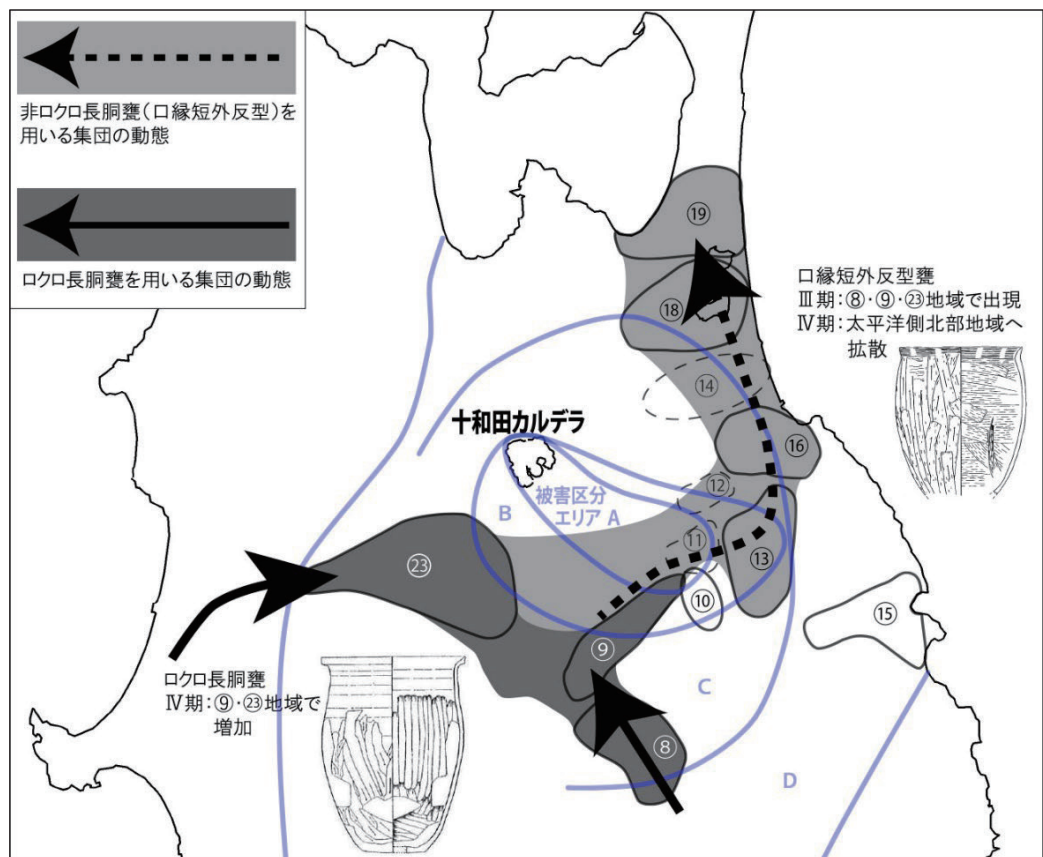 非ロクロ長胴甕（口縁短外反型）を
用いる集団の動態
ロクロ長胴甕を用いる集団の動態
⑲
口縁短外反型甕
Ⅲ期：⑧・⑨・㉓地域で出現
Ⅳ期：太平洋側北部地域へ
拡散
⑱
⑭
十和田カルデラ
⑯
被害区分
エリア A
B
⑫
⑪
⑬
㉓
⑩
⑮
⑨
ロクロ長胴甕
Ⅳ期：⑨・㉓地域で
増加
C
⑧
D